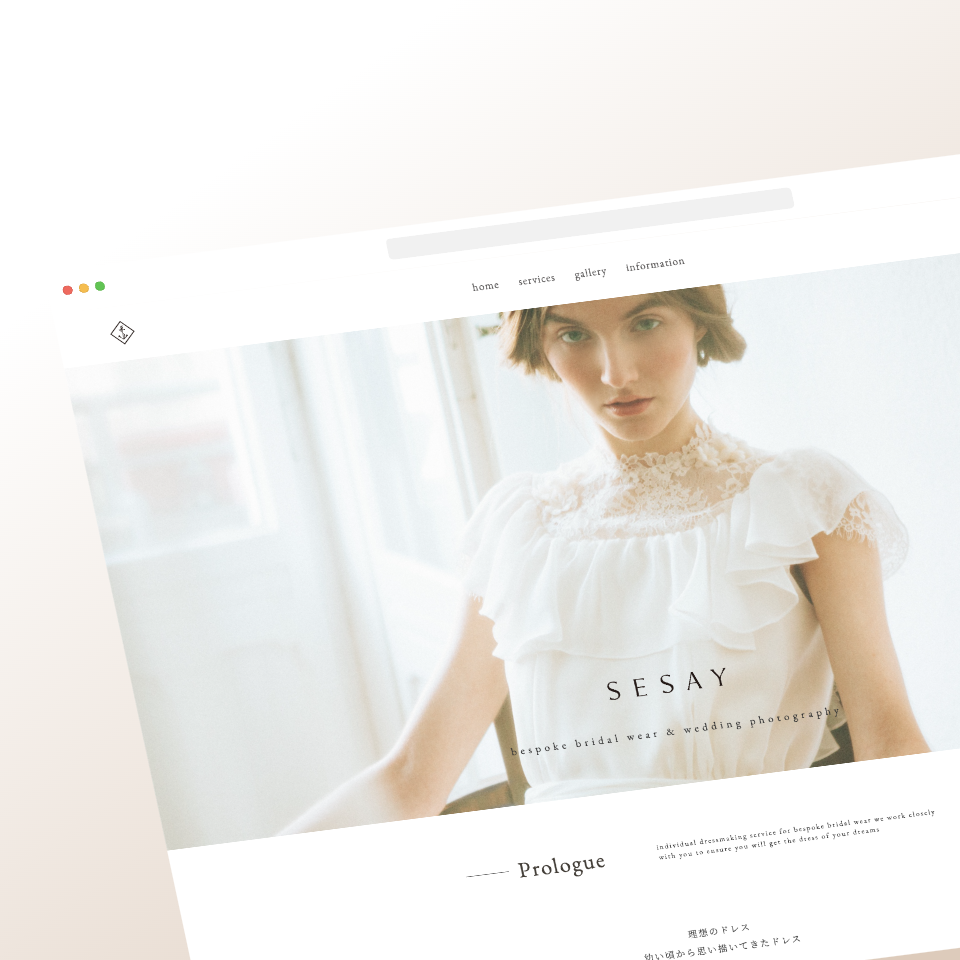 home services gallery information
SESAY
bespoke bridal wear & wedding photography
Prologue
individual dressmaking service for bespoke bridal wear we work closely
with you to ensure you will get the dress of your dreams
理想のドレス
幼い頃から思い描いてきたドレス